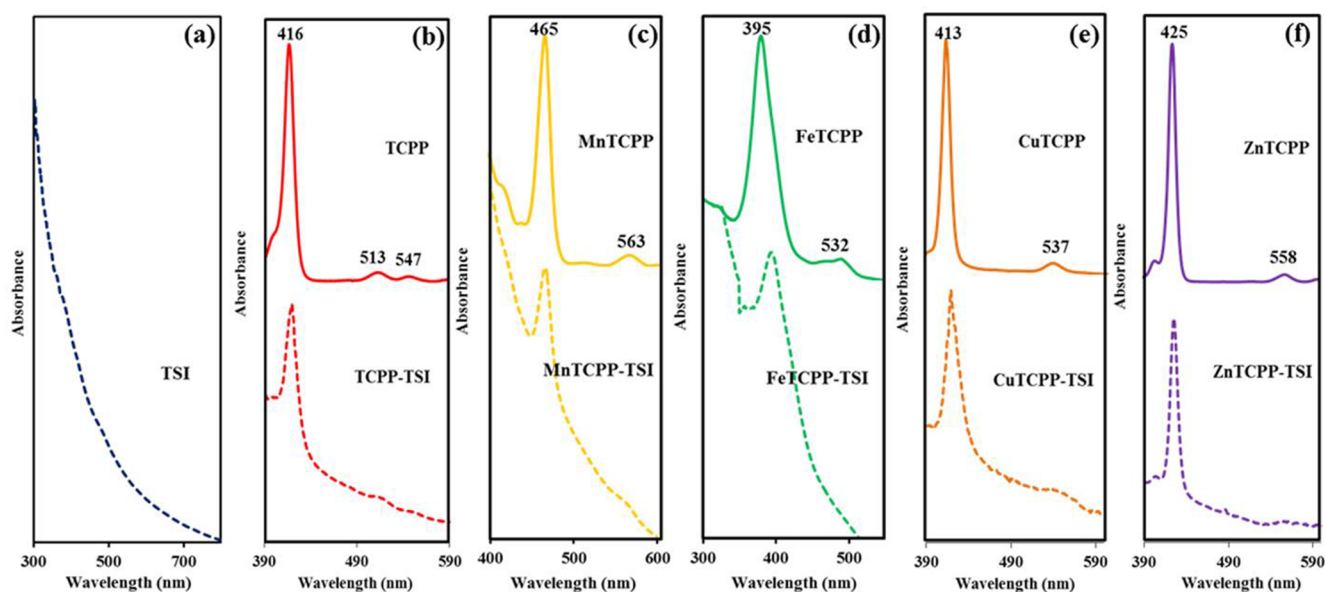 (a)
Absorbance
TSI
300
500
700
Wavelength (nm)
416
(b)
TCPP
513
547
Absorbance
TCPP-TSI
390
490
590
Wavelength (nm)
465
(c)
MnTCPP
563
Absorbance
MnTCPP-TSI
400
500
600
Wavelength (nm)
395
(d)
FeTCPP
532
Absorbance
FeTCPP-TSI
300
400
500
Wavelength (nm)
413
(e)
CuTCPP
537
Absorbance
CuTCPP-TSI
390
490
590
Wavelength (nm)
425
(f)
ZnTCPP
558
Absorbance
ZnTCPP-TSI
390
490
590
Wavelength (nm)